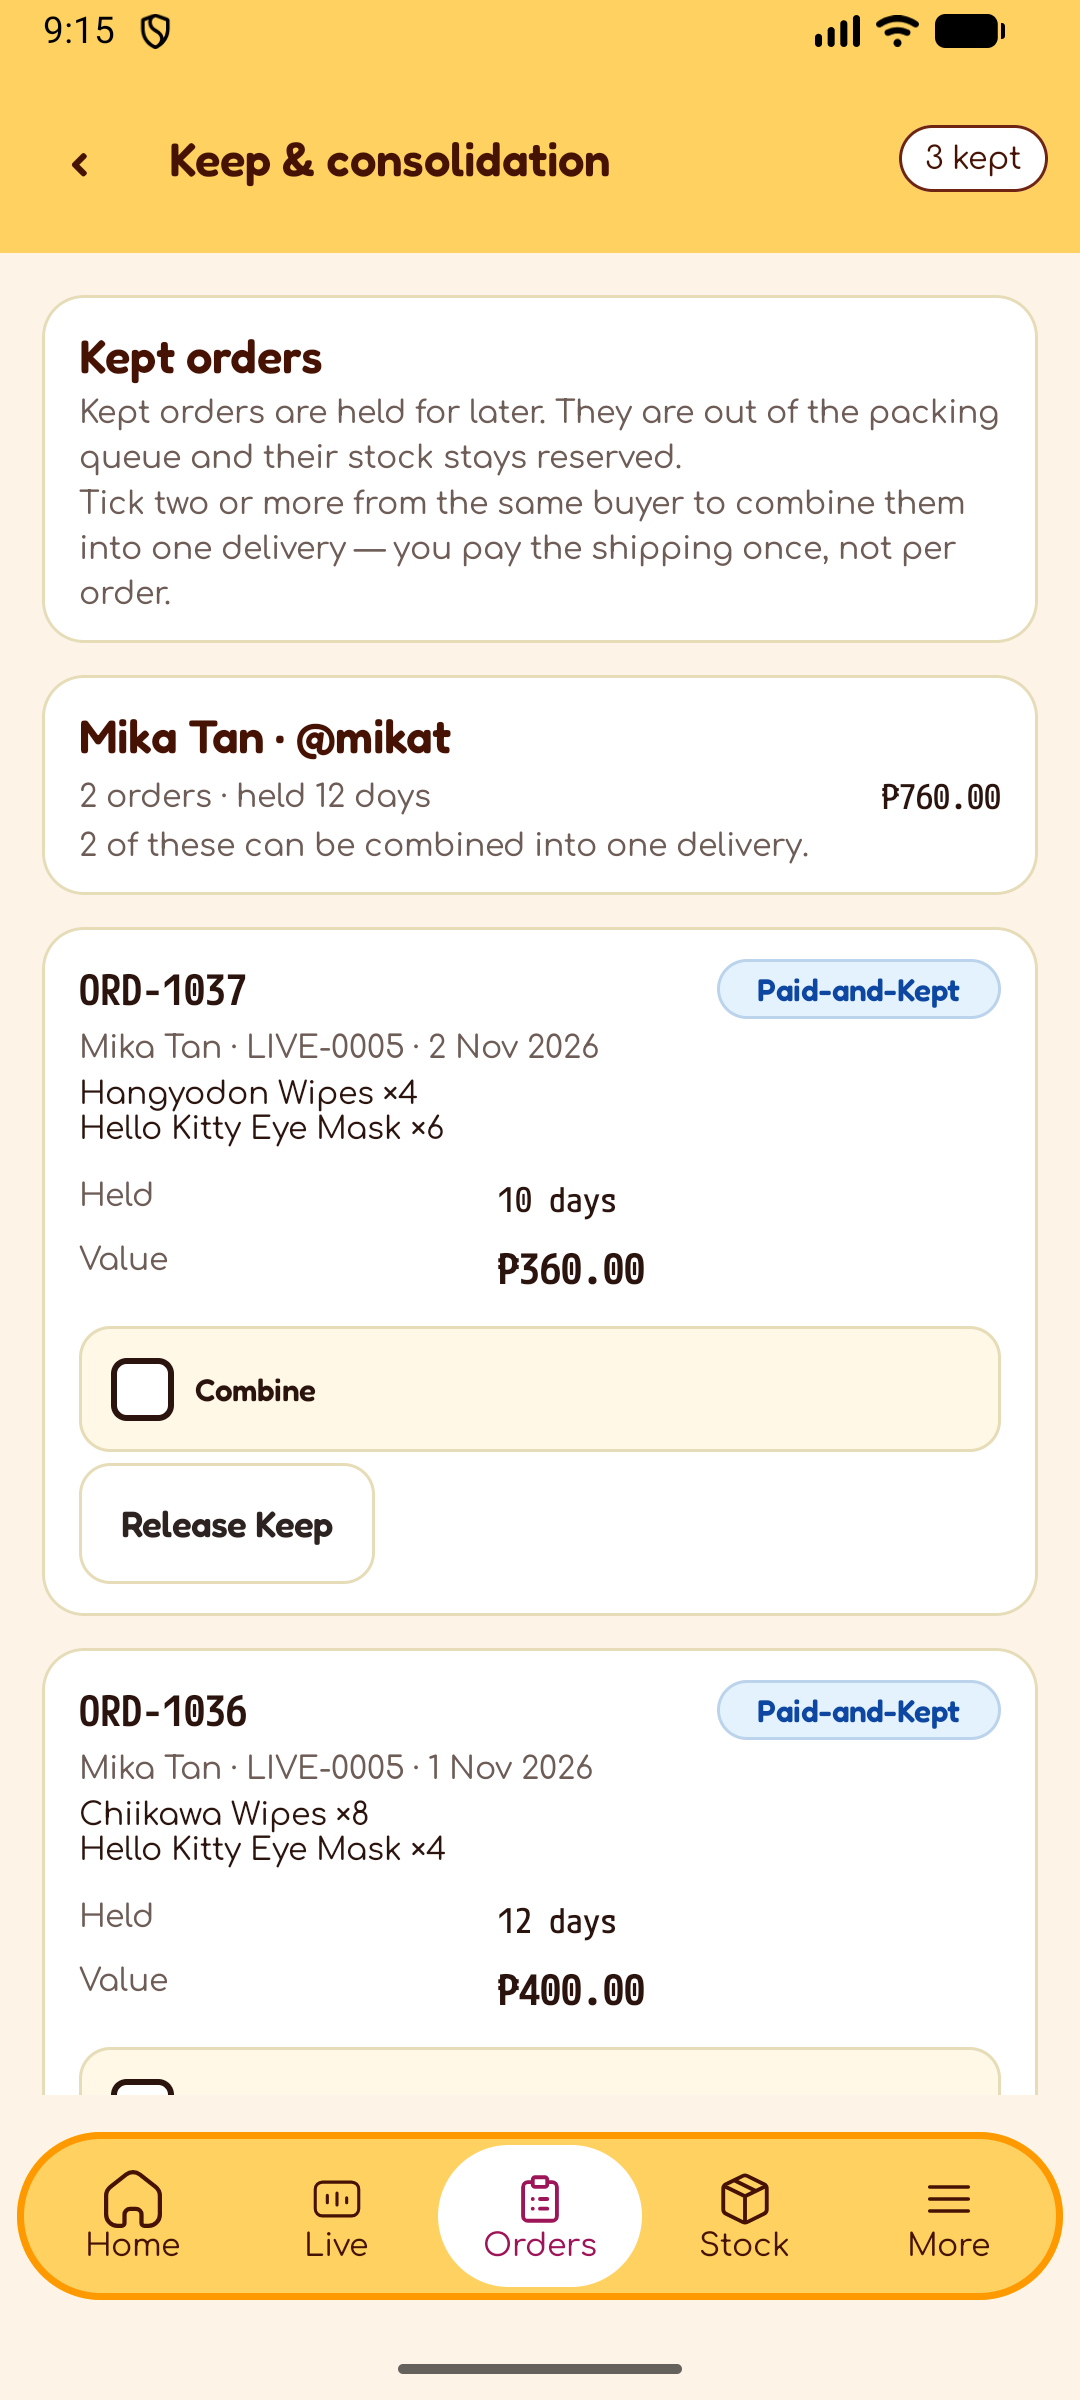 9:15
Keep & consolidation
3 kept
Kept orders
Kept orders are held for later. They are out of the packing
queue and their stock stays reserved.
Tick two or more from the same buyer to combine them
into one delivery — you pay the shipping once, not per
order.
Mika Tan · @mikat
2 orders · held 12 days
₱760.00
2 of these can be combined into one delivery.
ORD-1037
Paid-and-Kept
Mika Tan · LIVE-0005 · 2 Nov 2026
Hangyodon Wipes ×4
Hello Kitty Eye Mask ×6
Held
10 days
Value
₱360.00
Combine
Release Keep
ORD-1036
Paid-and-Kept
Mika Tan · LIVE-0005 · 1 Nov 2026
Chiikawa Wipes ×8
Hello Kitty Eye Mask ×4
Held
12 days
Value
₱400.00
Home
Live
Orders
Stock
More